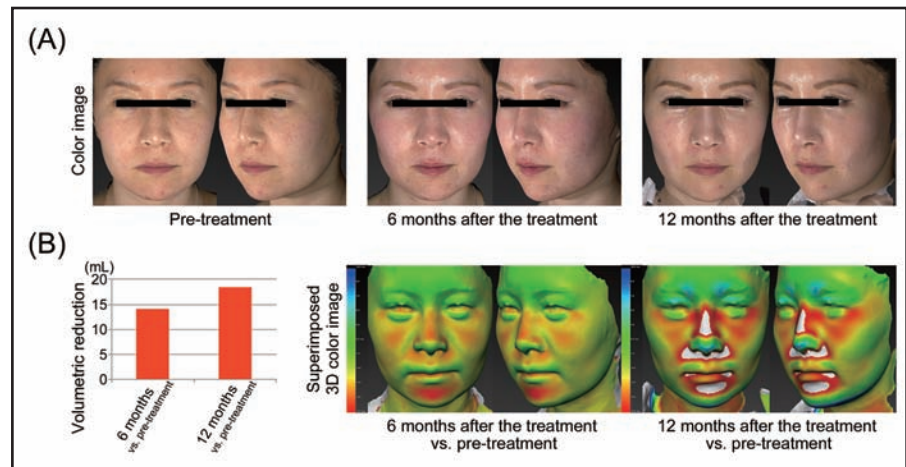 (A)
Color image
Pre-treatment
6 months after the treatment
12 months after the treatment
(B)
(mL)
Volumetric reduction
20
15
10
5
0
6 months
vs. pre-treatment
12 months
vs. pre-treatment
Superimposed
3D color image
6 months after the treatment
vs. pre-treatment
12 months after the treatment
vs. pre-treatment